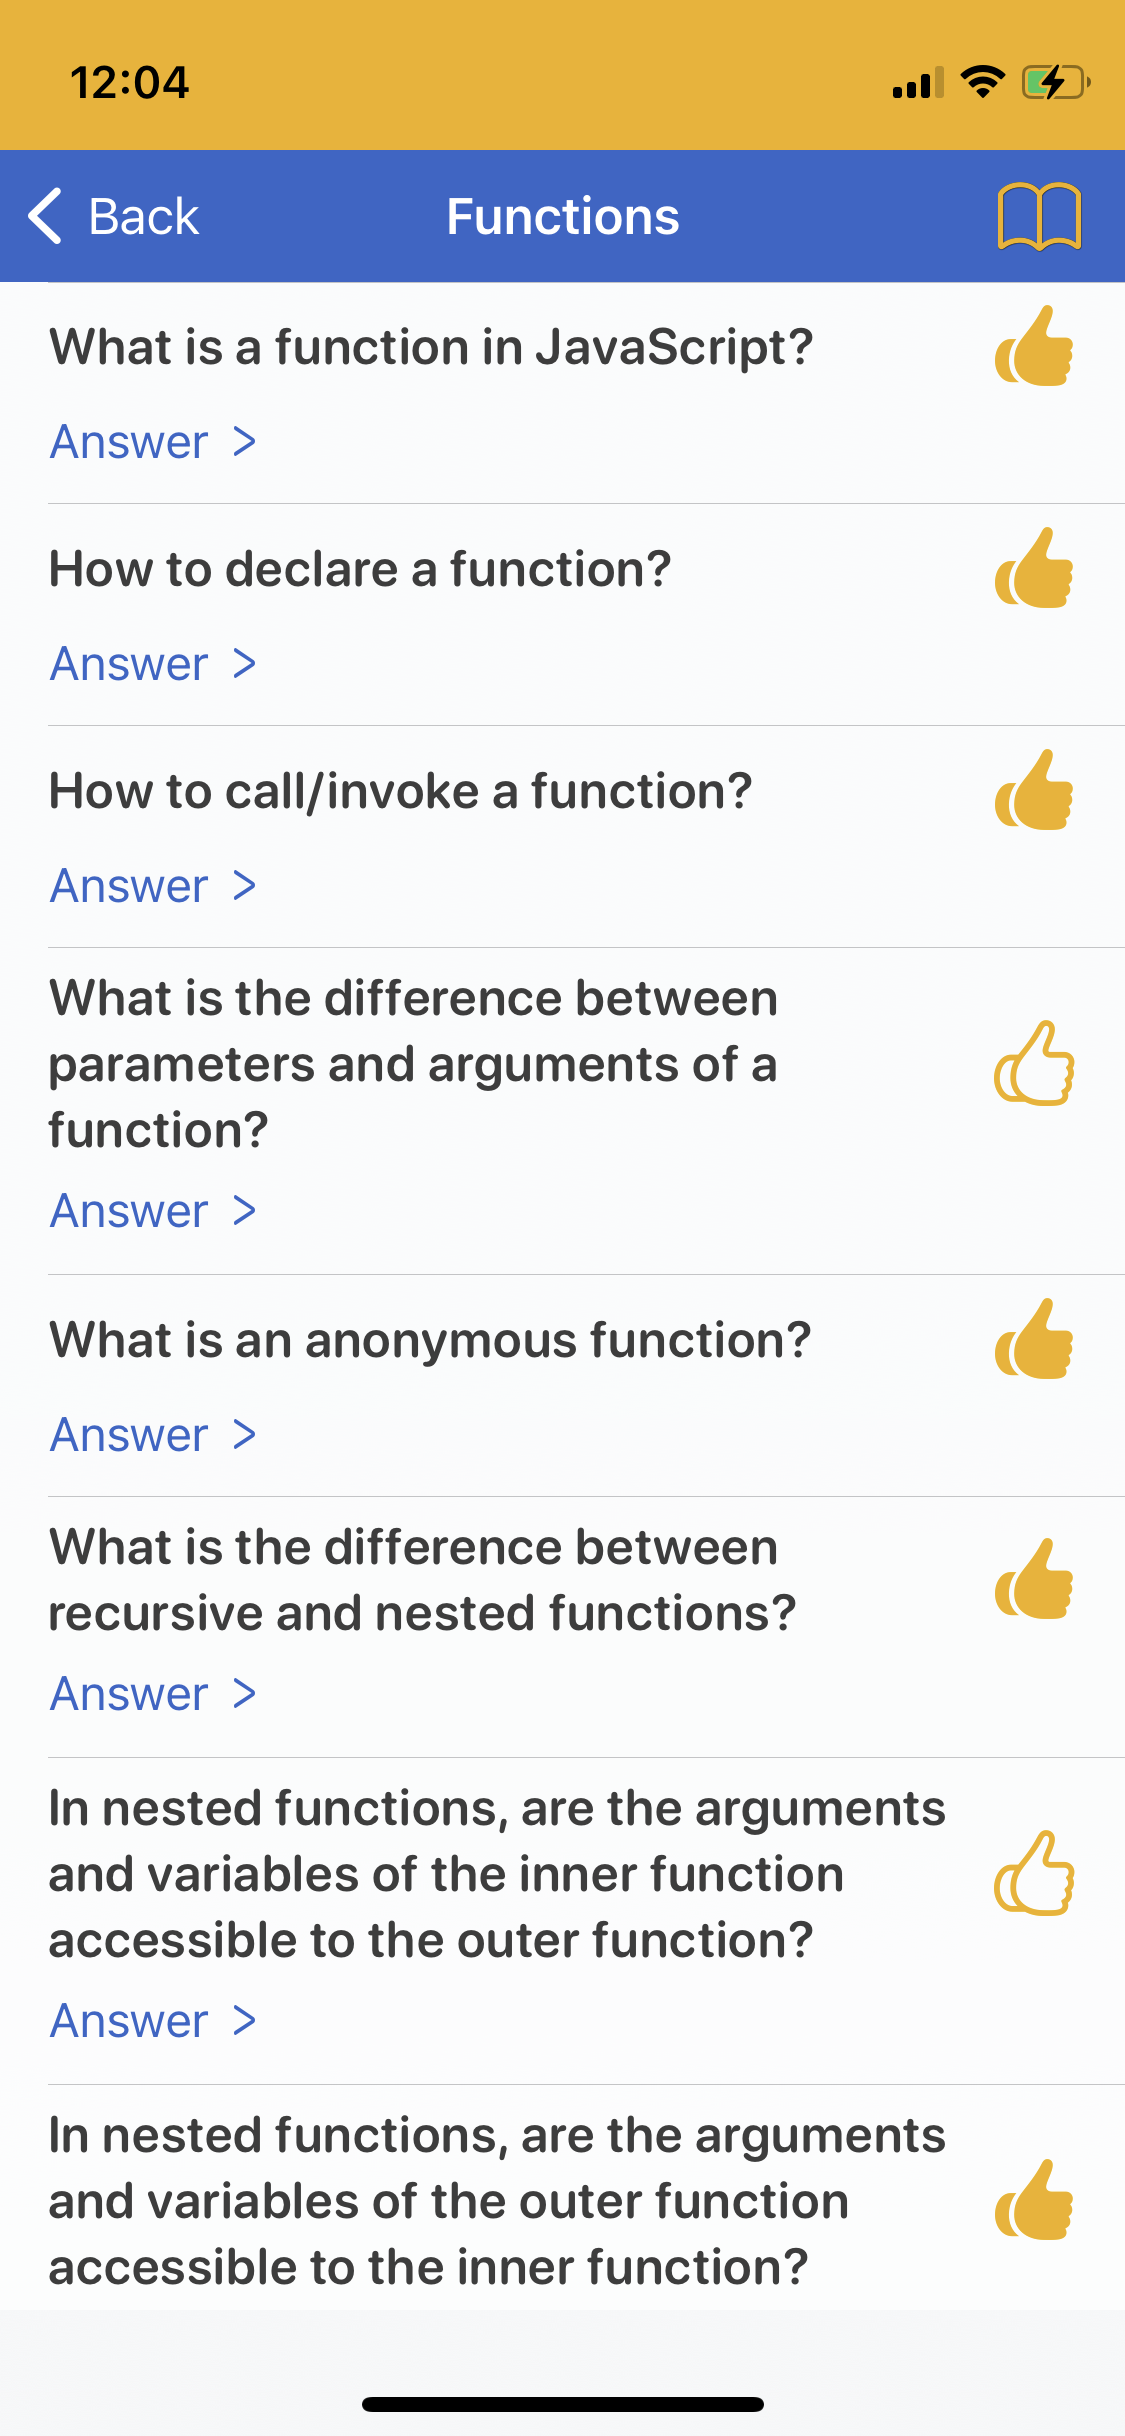 12:04
Back
Functions
What is a function in JavaScript?
Answer >
How to declare a function?
Answer >
How to call/invoke a function?
Answer >
What is the difference between
parameters and arguments of a
function?
Answer >
What is an anonymous function?
Answer >
What is the difference between
recursive and nested functions?
Answer >
In nested functions, are the arguments
and variables of the inner function
accessible to the outer function?
Answer >
In nested functions, are the arguments
and variables of the outer function
accessible to the inner function?